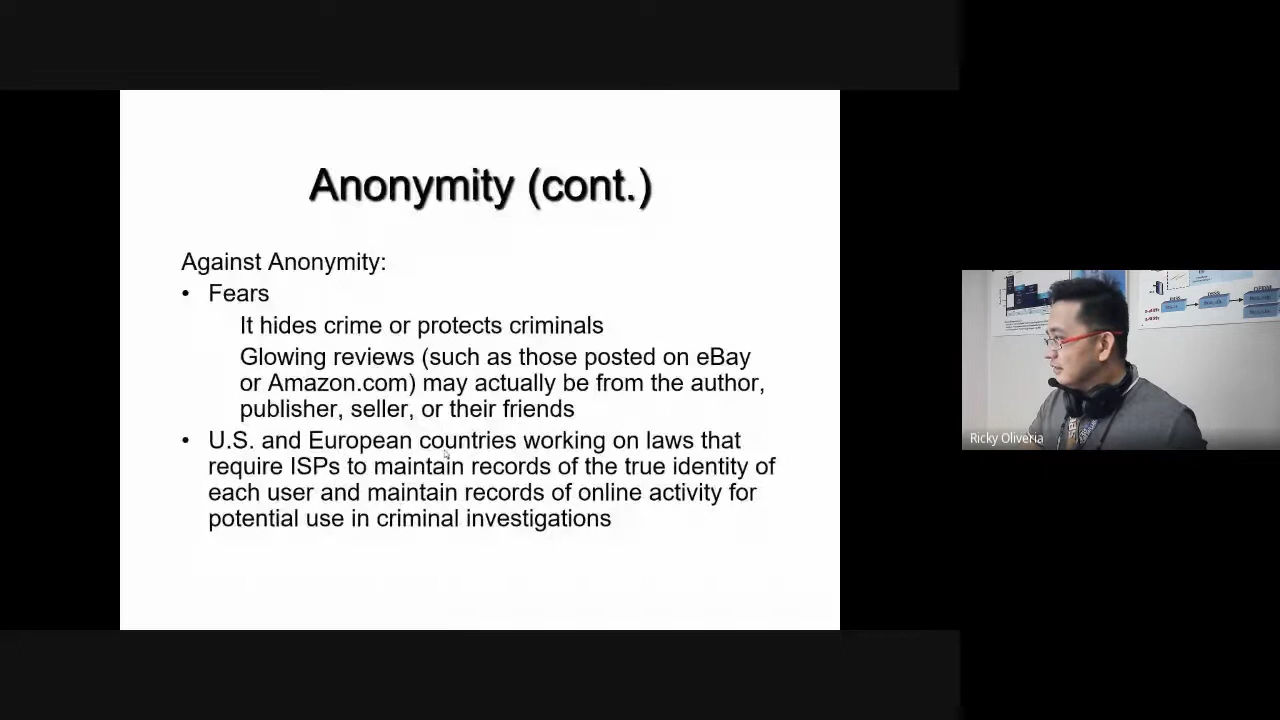 Anonymity (cont.)
Against Anonymity:
• Fears
It hides crime or protects criminals
Glowing reviews (such as those posted on eBay
or Amazon.com) may actually be from the author,
publisher, seller, or their friends
• U.S. and European countries working on laws that
require ISPs to maintain records of the true identity of
each user and maintain records of online activity for
potential use in criminal investigations
Ricky Oliveria